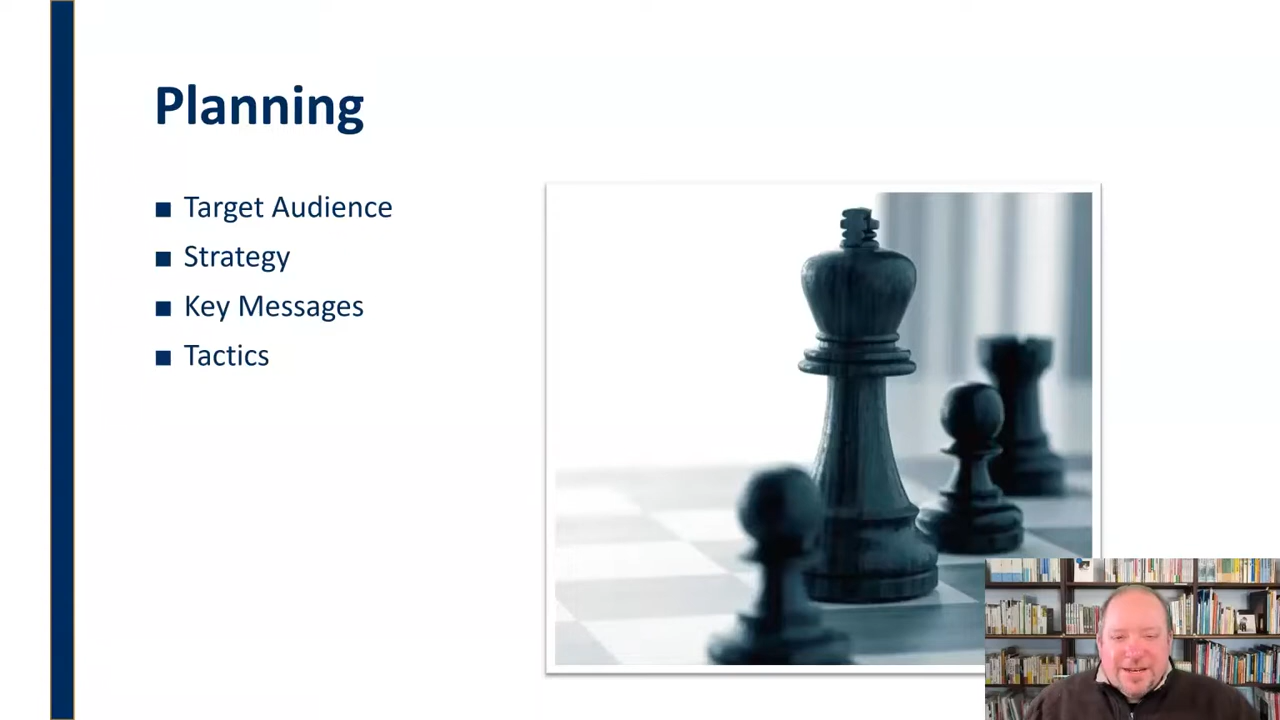 Planning
Target Audience
Strategy
Key Messages
Tactics